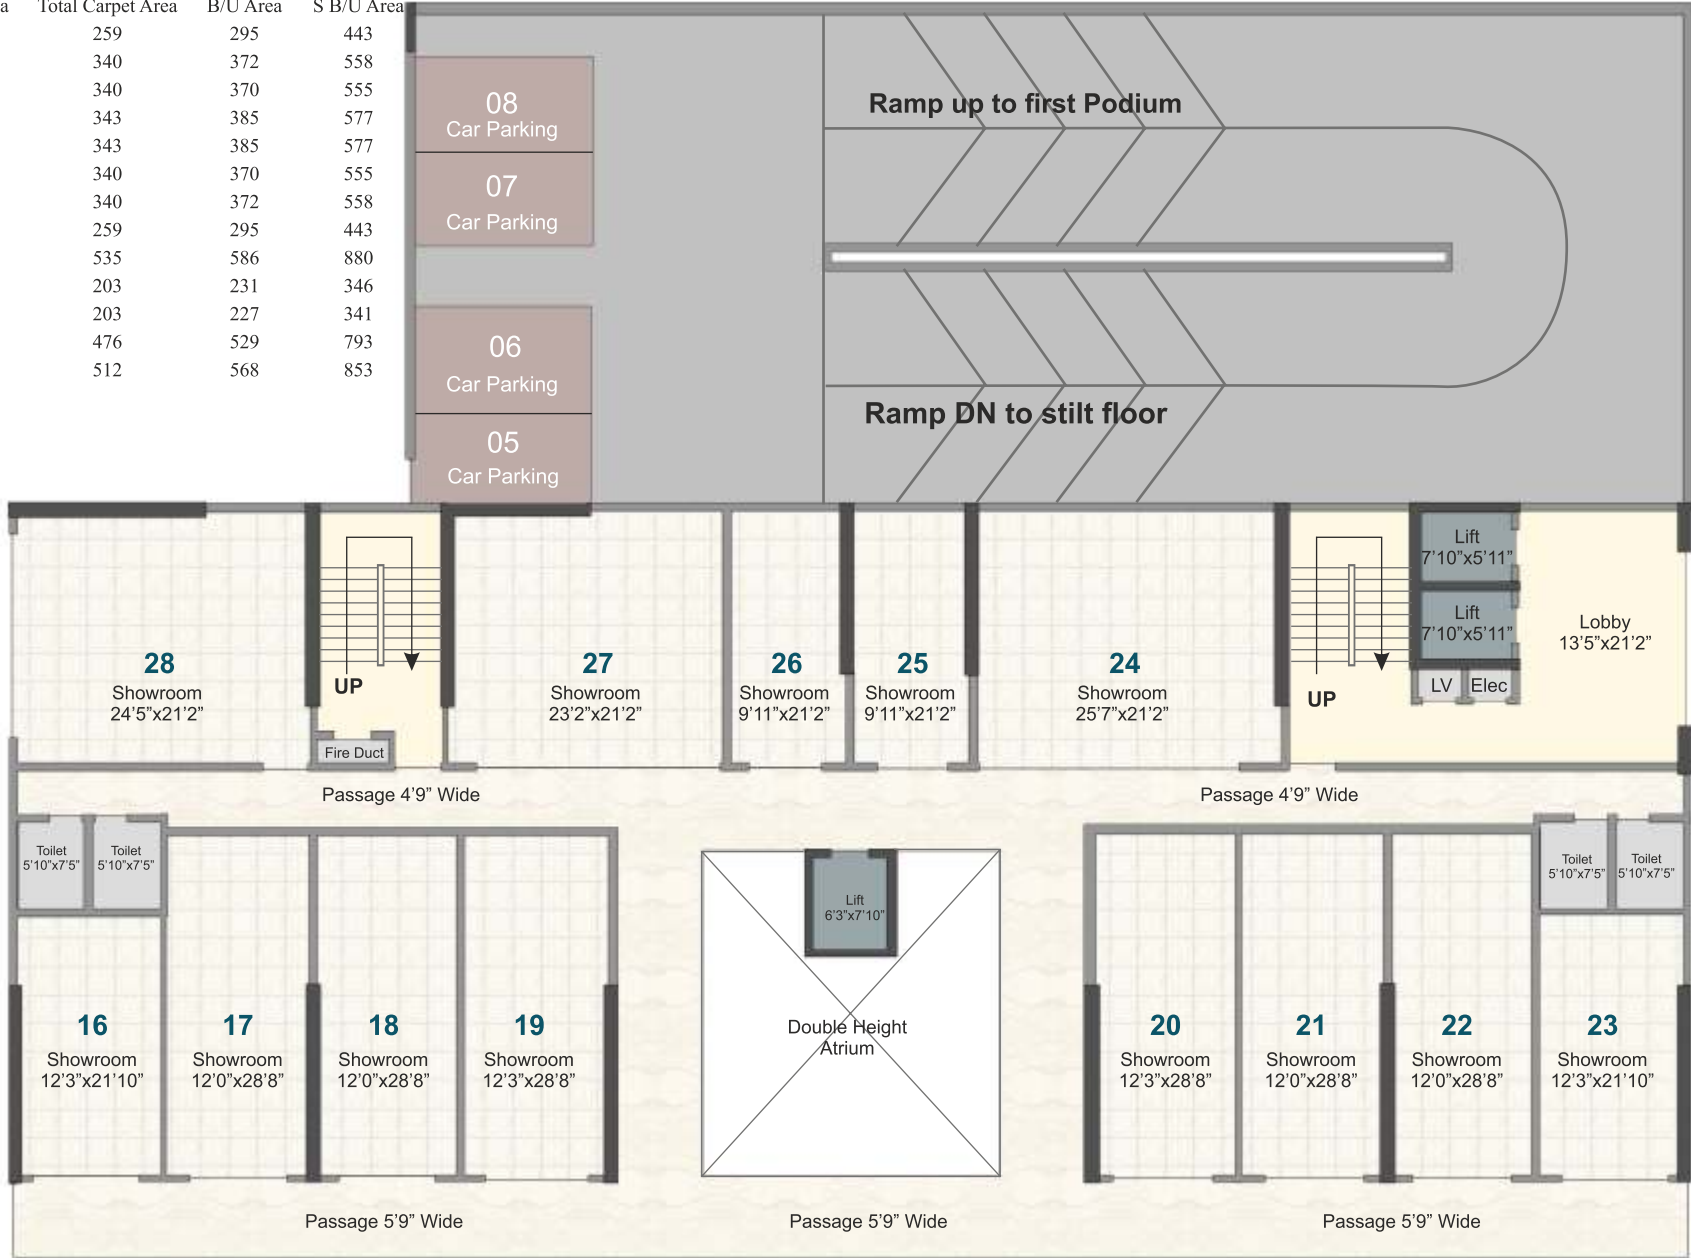 a Total Carpet Area B/U Area S B/U Area
259 295 443
340 372 558
340 370 555
343 385 577
343 385 577
340 370 555
340 372 558
259 295 443
535 586 880
203 231 346
203 227 341
476 529 793
512 568 853
08
Car Parking
07
Car Parking
06
Car Parking
05
Car Parking
Ramp up to first Podium
Ramp DN to stilt floor
28
Showroom
24'5"x21'2"
UP
Fire Duct
27
Showroom
23'2"x21'2"
26
Showroom
9'11"x21'2"
25
Showroom
9'11"x21'2"
24
Showroom
25'7"x21'2"
UP
Lift
7'10"x5'11"
Lift
7'10"x5'11"
LV Elec
Lobby
13'5"x21'2"
Passage 4'9" Wide
Passage 4'9" Wide
Toilet
5'10"x7'5"
Toilet
5'10"x7'5"
Lift
6'3"x7'10"
Toilet
5'10"x7'5"
Toilet
5'10"x7'5"
16
Showroom
12'3"x21'10"
17
Showroom
12'0"x28'8"
18
Showroom
12'0"x28'8"
19
Showroom
12'3"x28'8"
Double Height
Atrium
20
Showroom
12'3"x28'8"
21
Showroom
12'0"x28'8"
22
Showroom
12'0"x28'8"
23
Showroom
12'3"x21'10"
Passage 5'9" Wide
Passage 5'9" Wide
Passage 5'9" Wide